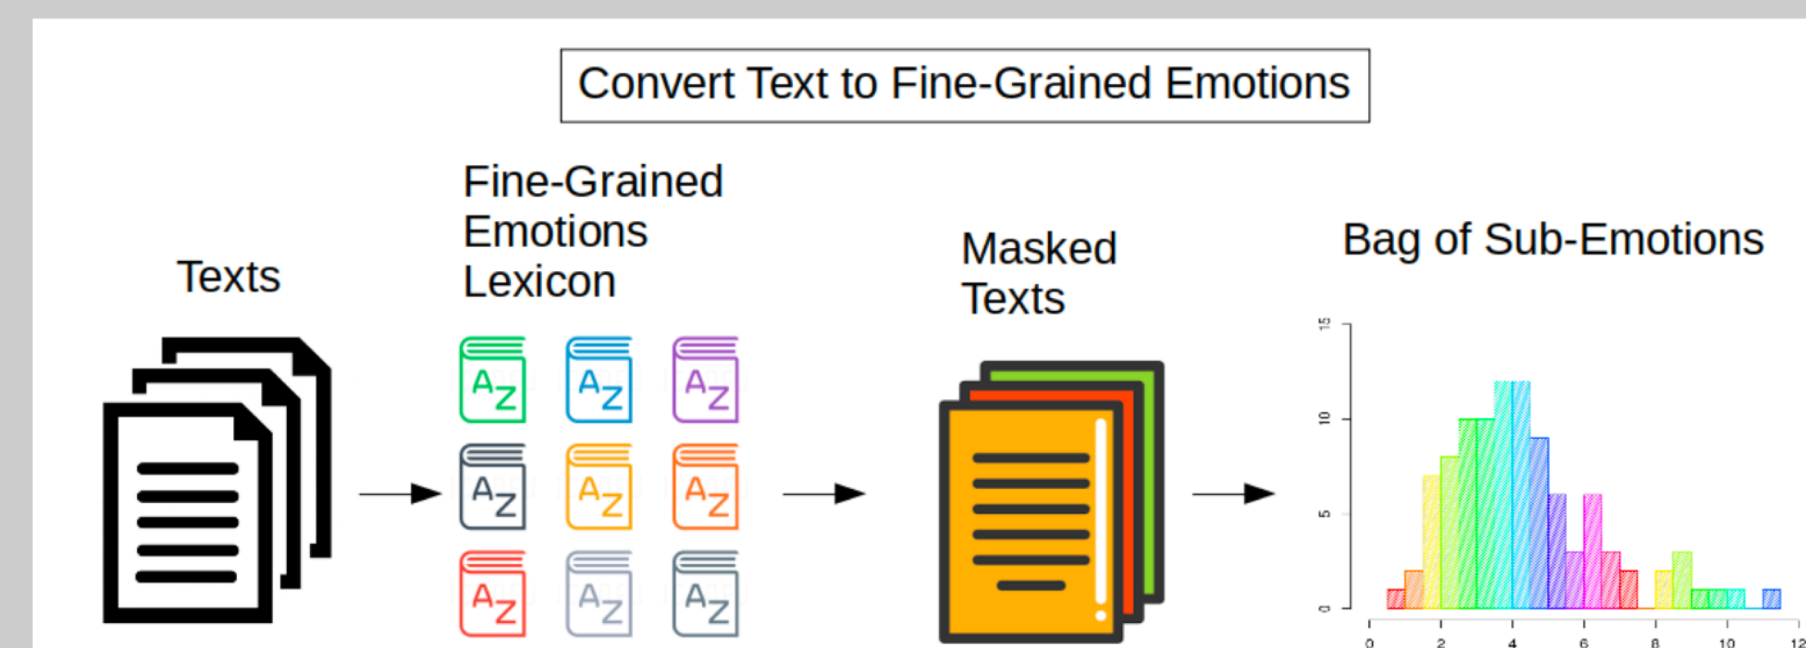 Convert Text to Fine-Grained Emotions
Fine-Grained
Emotions
Lexicon
Texts
Masked
Texts
Bag of Sub-Emotions
A Z A Z A Z
A Z A Z A Z
A Z A Z A Z
15
10
5
0
0 2 4 6 8 10 12